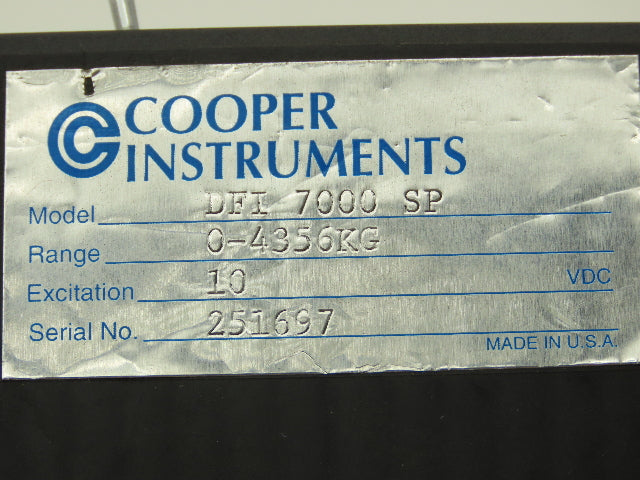 COOPER
INSTRUMENTS
Model DFI 7000 SP
Range 0-4356KG
Excitation 10 VDC
Serial No. 251697
MADE IN U.S.A.